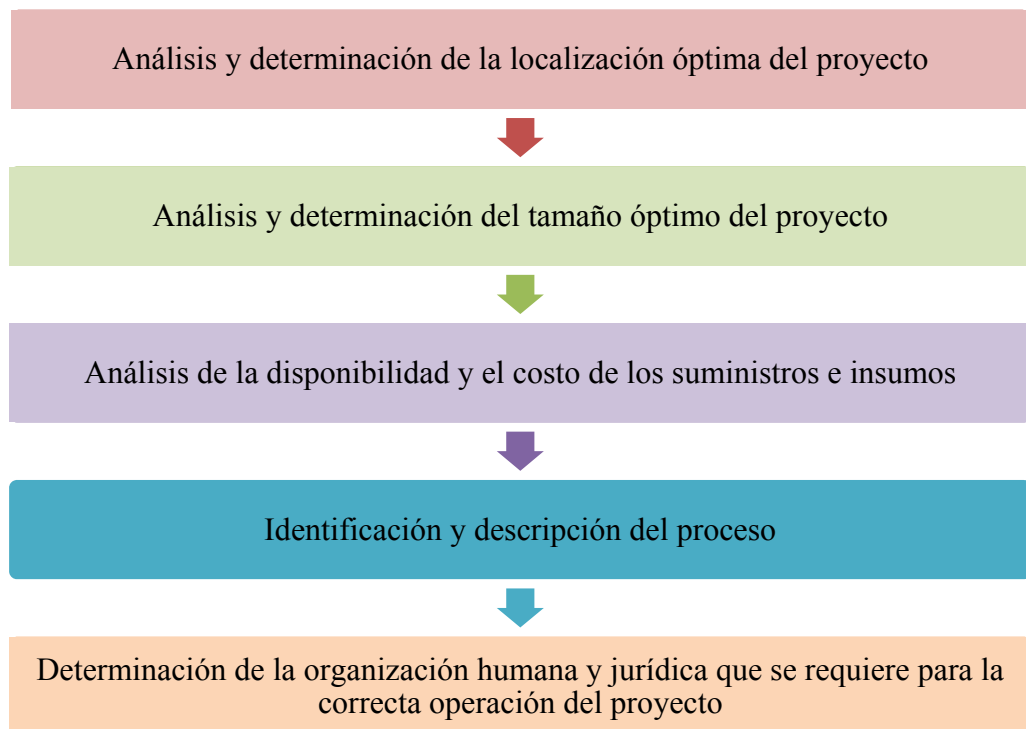 Análisis y determinación de la localización óptima del proyecto
Análisis y determinación del tamaño óptimo del proyecto
Análisis de la disponibilidad y el costo de los suministros e insumos
Identificación y descripción del proceso
Determinación de la organización humana y jurídica que se requiere para la
correcta operación del proyecto